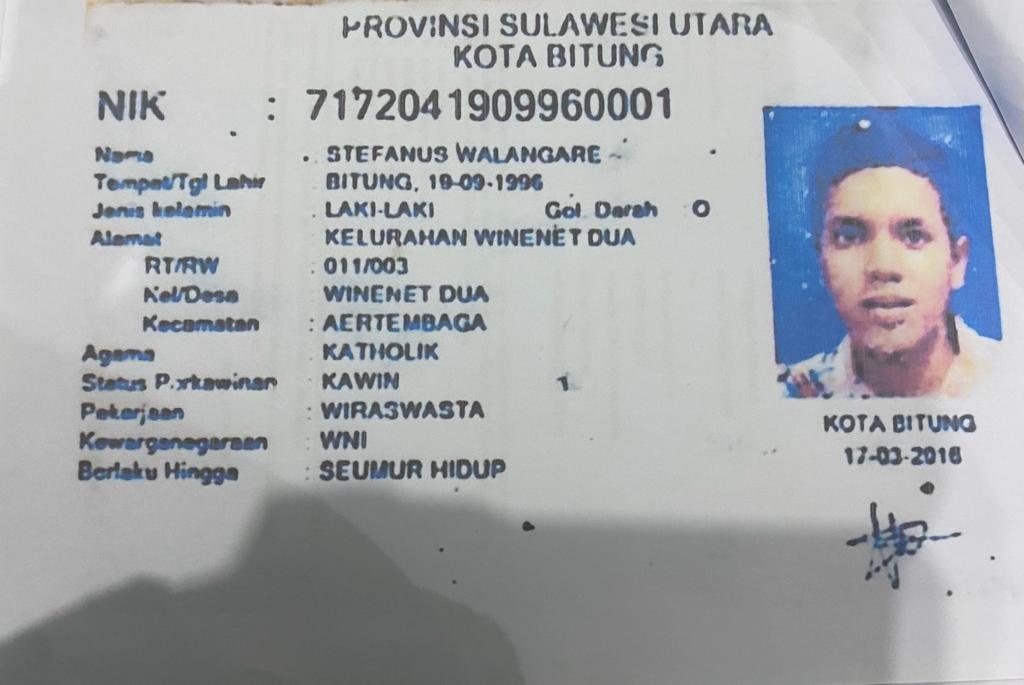 PROVINSI SULAWESI UTARA
KOTA BITUNG
NIK : 7172041909960001
Nama : STEFANUS WALANGARE
Tempat/Tgl Lahir : BITUNG, 19-09-1996
Jenis kelamin : LAKI-LAKI Gol. Darah O
Alamat : KELURAHAN WINENET DUA
RT/RW : 011/003
Kel/Desa : WINENET DUA
Kecamatan : AERTEMBAGA
Agama : KATHOLIK
Status Perkawinan : KAWIN
Pekerjaan : WIRASWASTA
Kewarganegaraan : WNI
Berlaku Hingga : SEUMUR HIDUP
KOTA BITUNG
17-03-2016